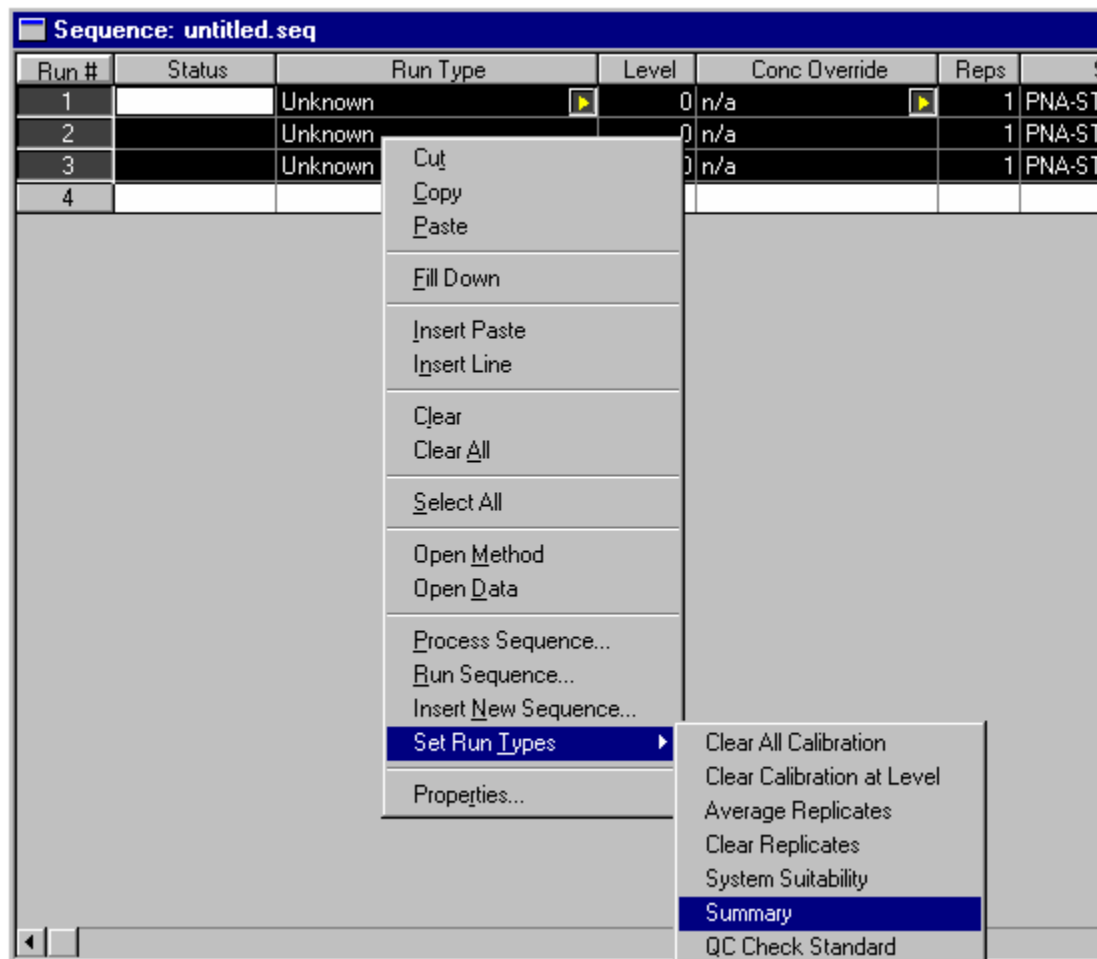 Sequence: untitled.seq
Run # Status Run Type Level Conc Override Reps
1 Unknown 0 n/a 1 PNA-ST
2 Unknown 0 n/a 1 PNA-ST
3 Unknown n/a 1 PNA-ST
4
Cut
Copy
Paste
Fill Down
Insert Paste
Insert Line
Clear
Clear All
Select All
Open Method
Open Data
Process Sequence...
Run Sequence...
Insert New Sequence...
Set Run Types
Properties...
Clear All Calibration
Clear Calibration at Level
Average Replicates
Clear Replicates
System Suitability
Summary
QC Check Standard